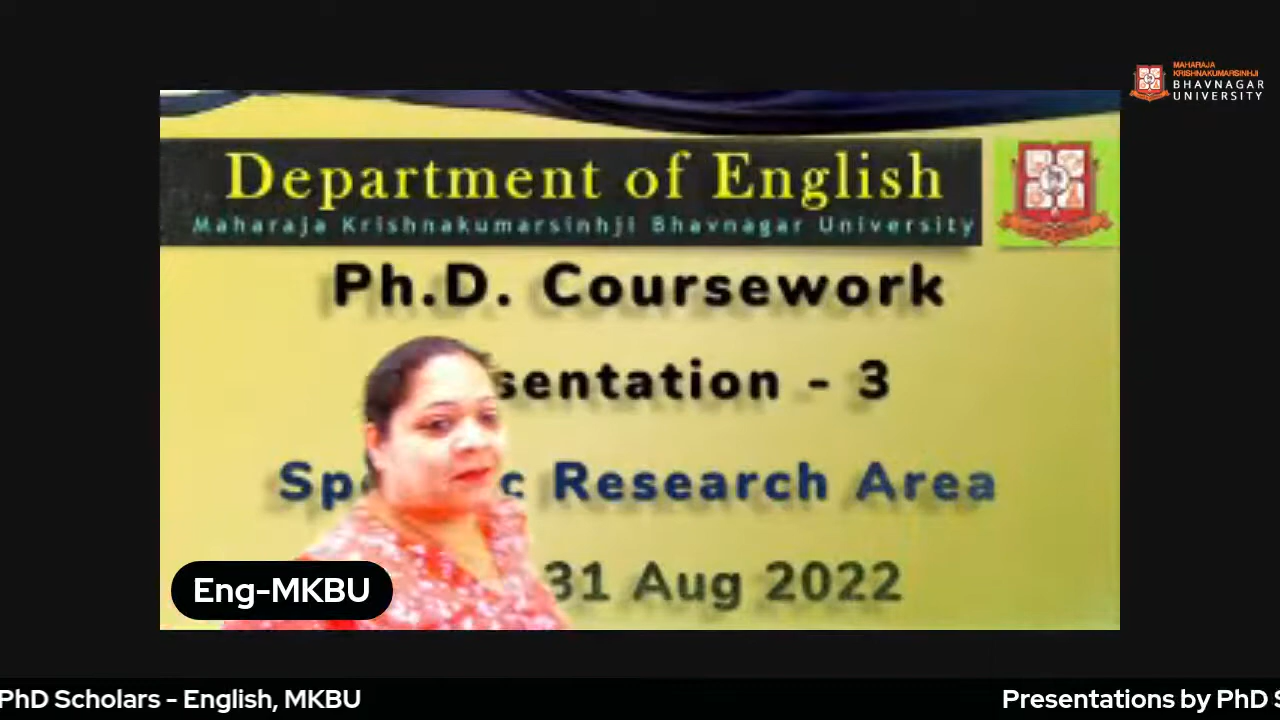 MAHARAJA
KRISHNAKUMARSINHJI
BHAVNAGAR
UNIVERSITY
Department of English
Maharaja Krishnakumarsinhji Bhavnagar University
Ph.D. Coursework
sentation - 3
Sp c Research Area
31 Aug 2022
Eng-MKBU
PhD Scholars - English, MKBU
Presentations by PhD S